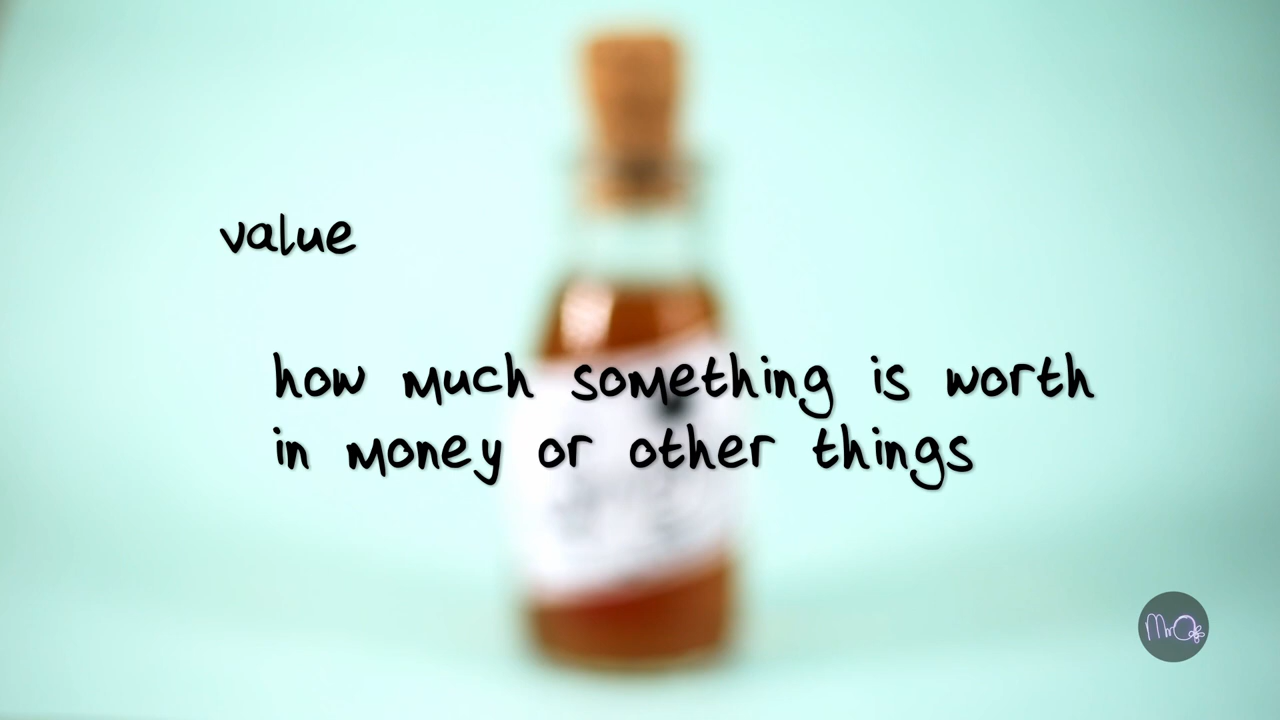 value
how much something is worth
in money or other things